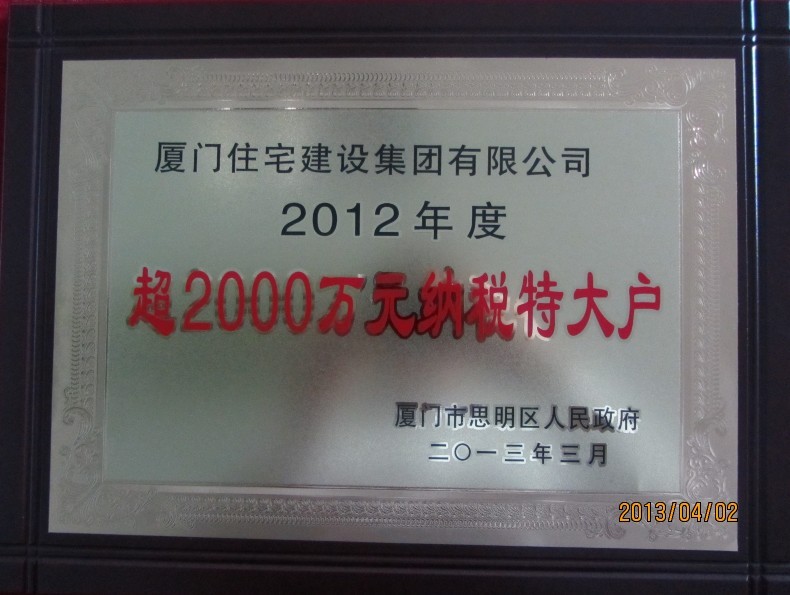 厦门住宅建设集团有限公司
2012年度
超2000万元纳税特大户
厦门市思明区人民政府
二〇一三年三月
2013/04/02